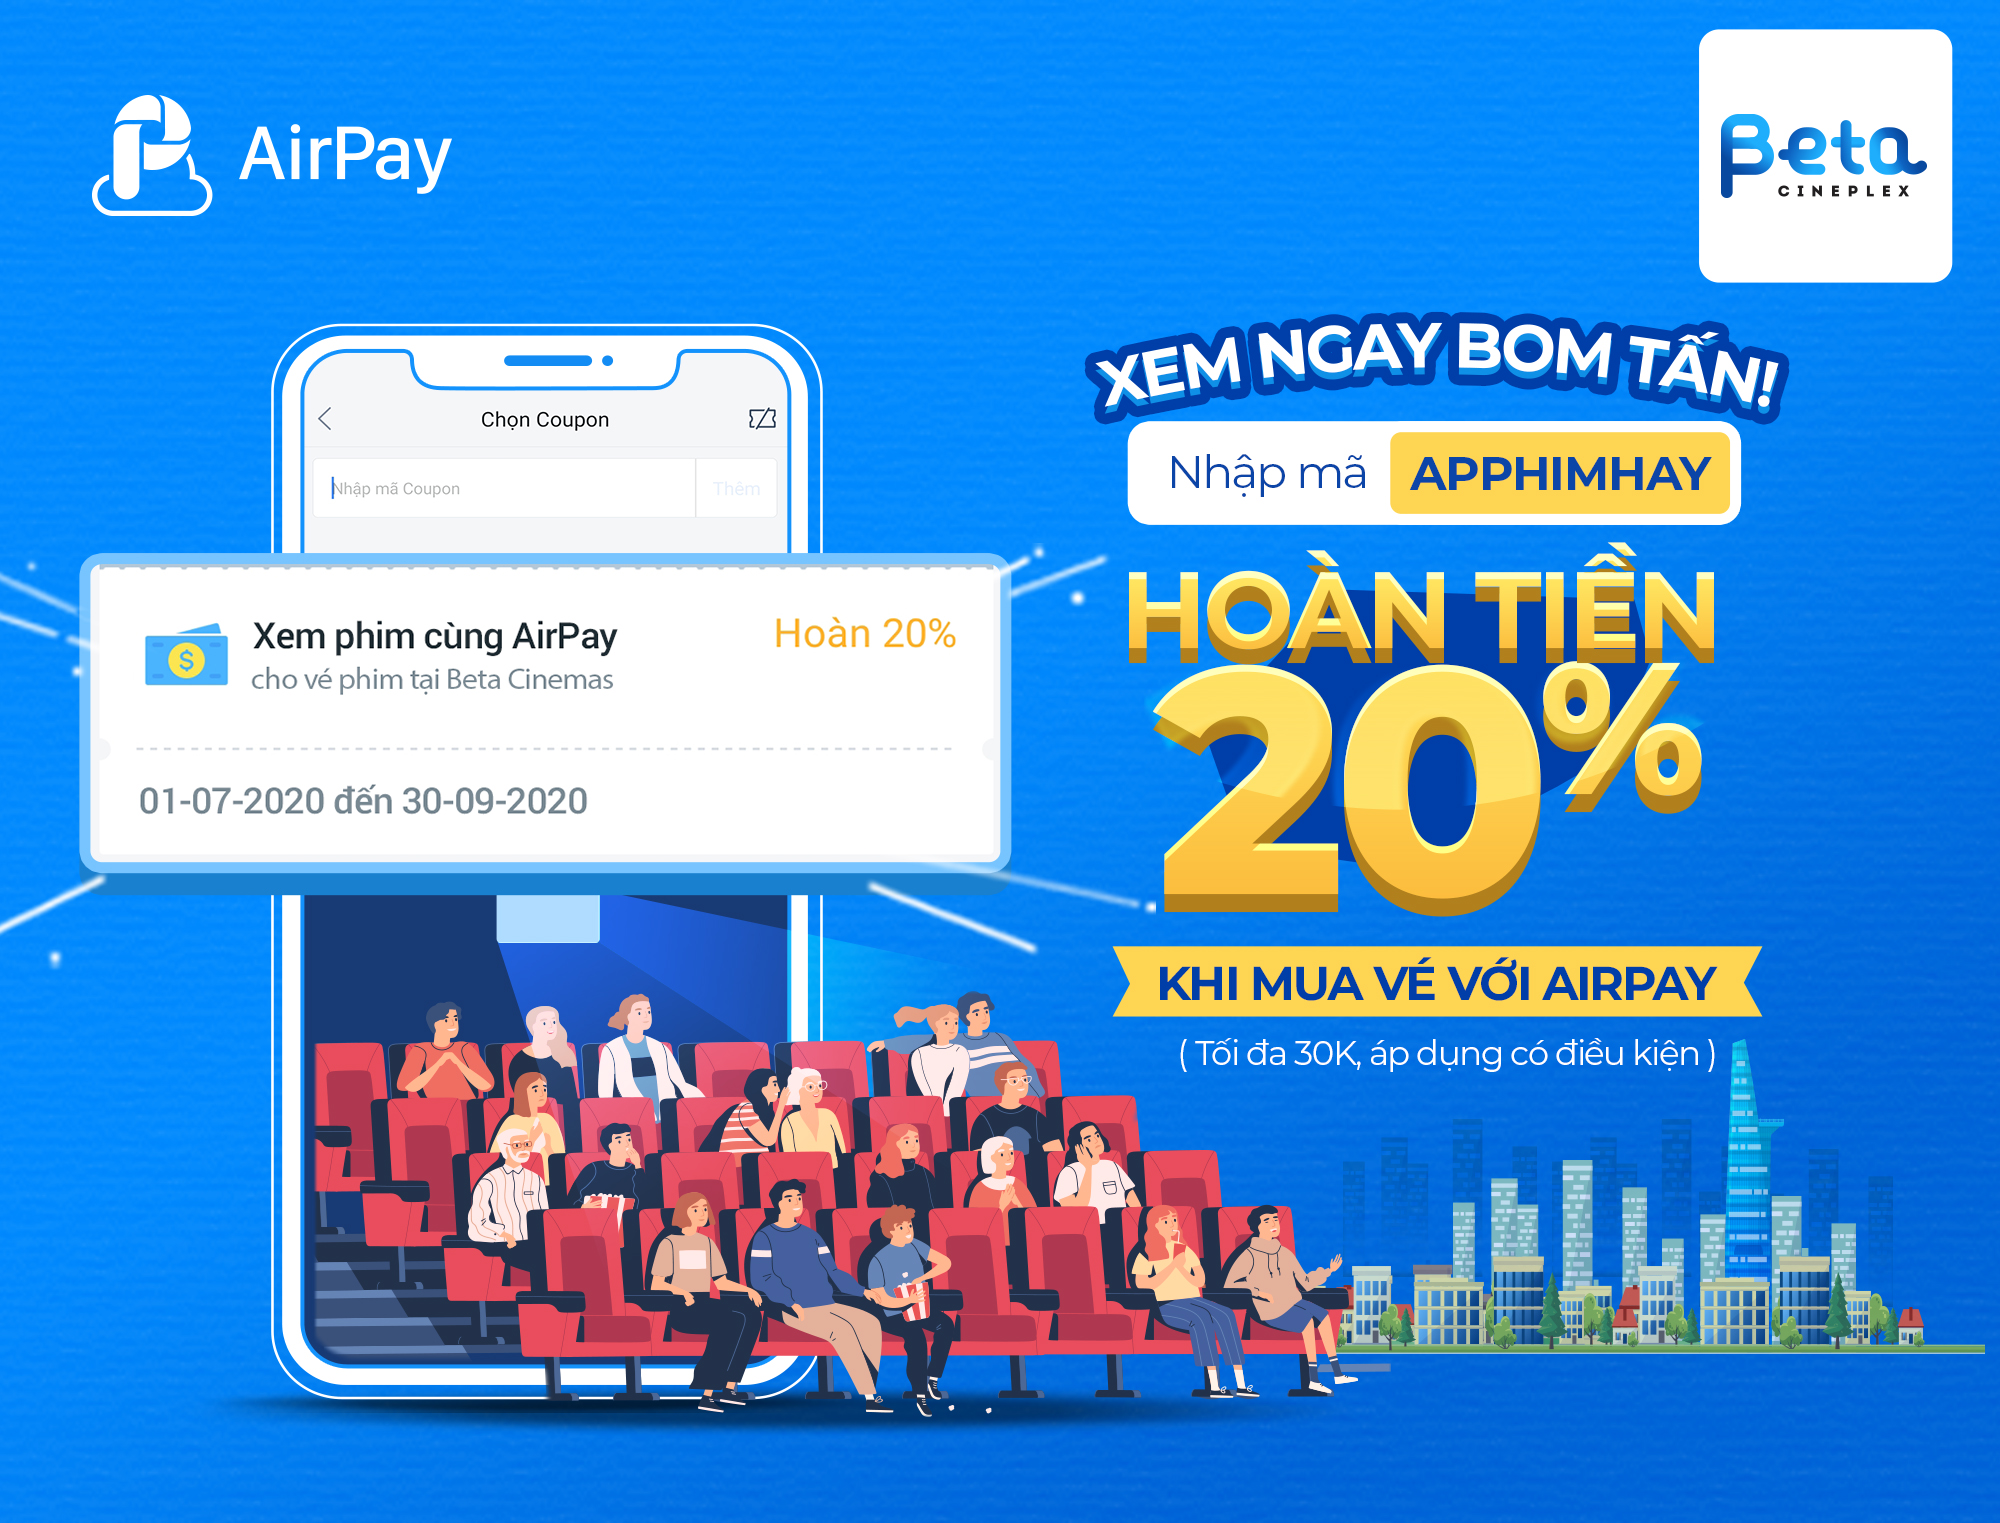 AirPay
Beta
CINEPLEX
Chọn Coupon
Nhập mã Coupon
Thêm
Xem phim cùng AirPay
Hoàn 20%
cho vé phim tại Beta Cinemas
01-07-2020 đến 30-09-2020
XEM NGAY BOM TẤN!
Nhập mã APPHIMHAY
HOÀN TIỀN
20%
KHI MUA VÉ VỚI AIRPAY
( Tối đa 30K, áp dụng có điều kiện )